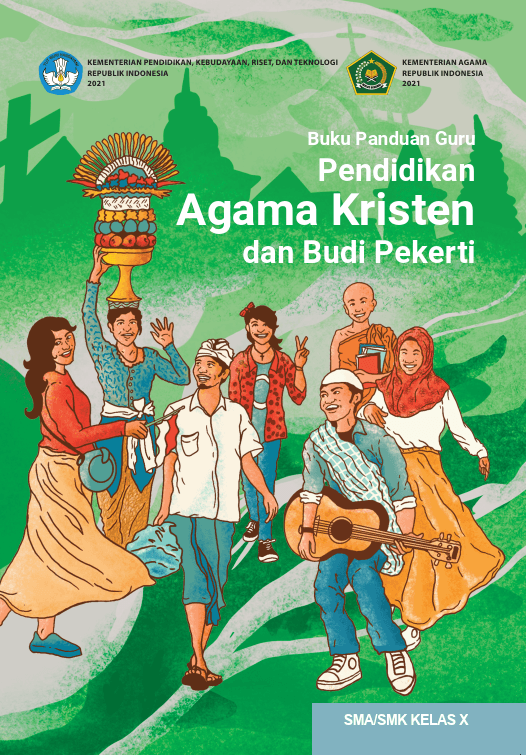 KEMENTERIAN PENDIDIKAN, KEBUDAYAAN, RISET, DAN TEKNOLOGI
REPUBLIK INDONESIA
2021
KEMENTERIAN AGAMA
REPUBLIK INDONESIA
2021
Buku Panduan Guru
Pendidikan
Agama Kristen
dan Budi Pekerti
SMA/SMK KELAS X